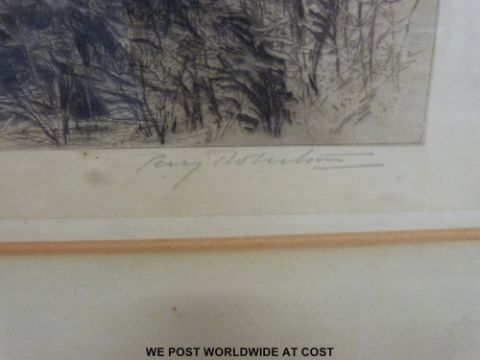 Percy Robertson
WE POST WORLDWIDE AT COST